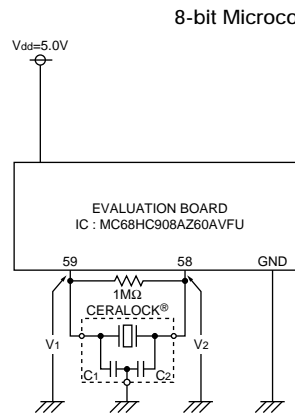 8-bit Microco
Vdd=5.0V
EVALUATION BOARD
IC : MC68HC908AZ60AVFU
59 58 GND
1MΩ
CERALOCK®
V1 V2
C1 C2